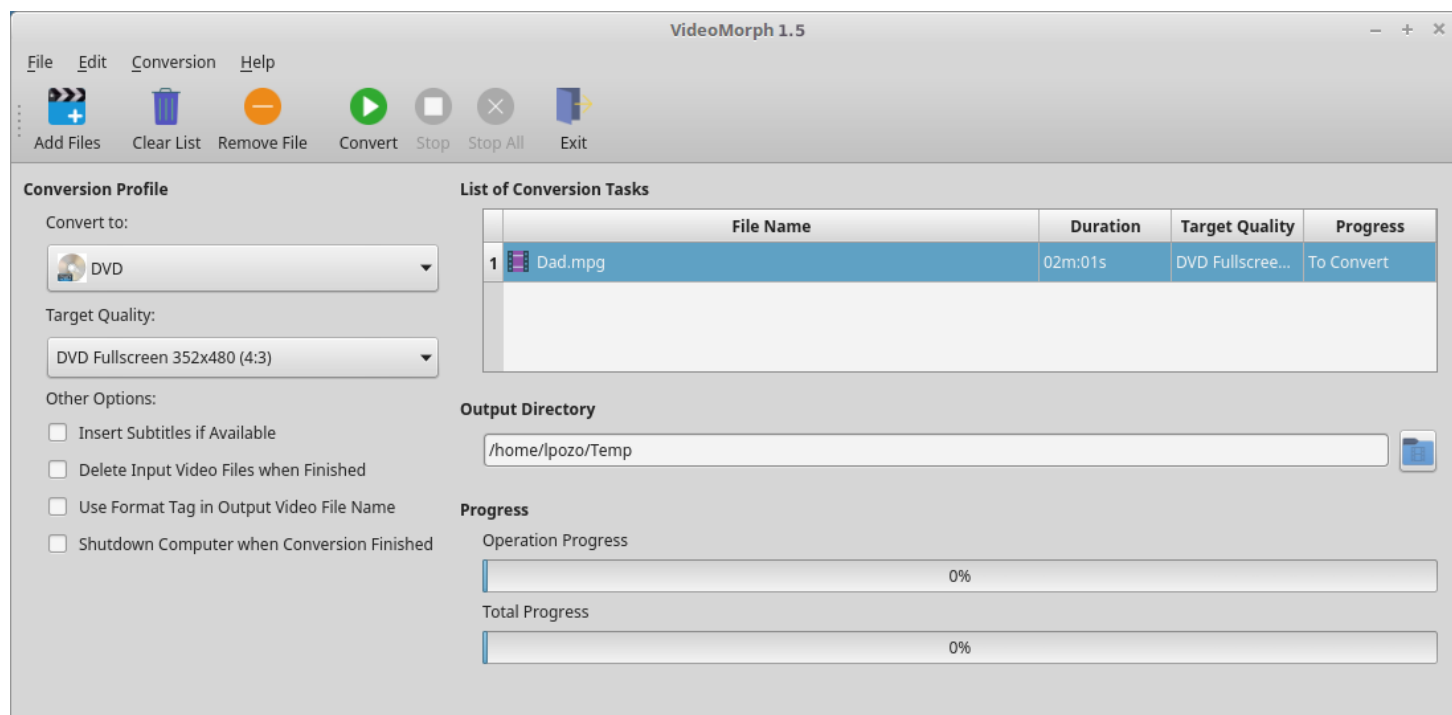 VideoMorph 1.5
File Edit Conversion Help
Add Files Clear List Remove File Convert Stop Stop All Exit
Conversion Profile
Convert to:
DVD
Target Quality:
DVD Fullscreen 352x480 (4:3)
Other Options:
Insert Subtitles if Available
Delete Input Video Files when Finished
Use Format Tag in Output Video File Name
Shutdown Computer when Conversion Finished
List of Conversion Tasks
File Name Duration Target Quality Progress
1 Dad.mpg 02m:01s DVD Fullscree... To Convert
Output Directory
/home/lpozo/Temp
Progress
Operation Progress
0%
Total Progress
0%